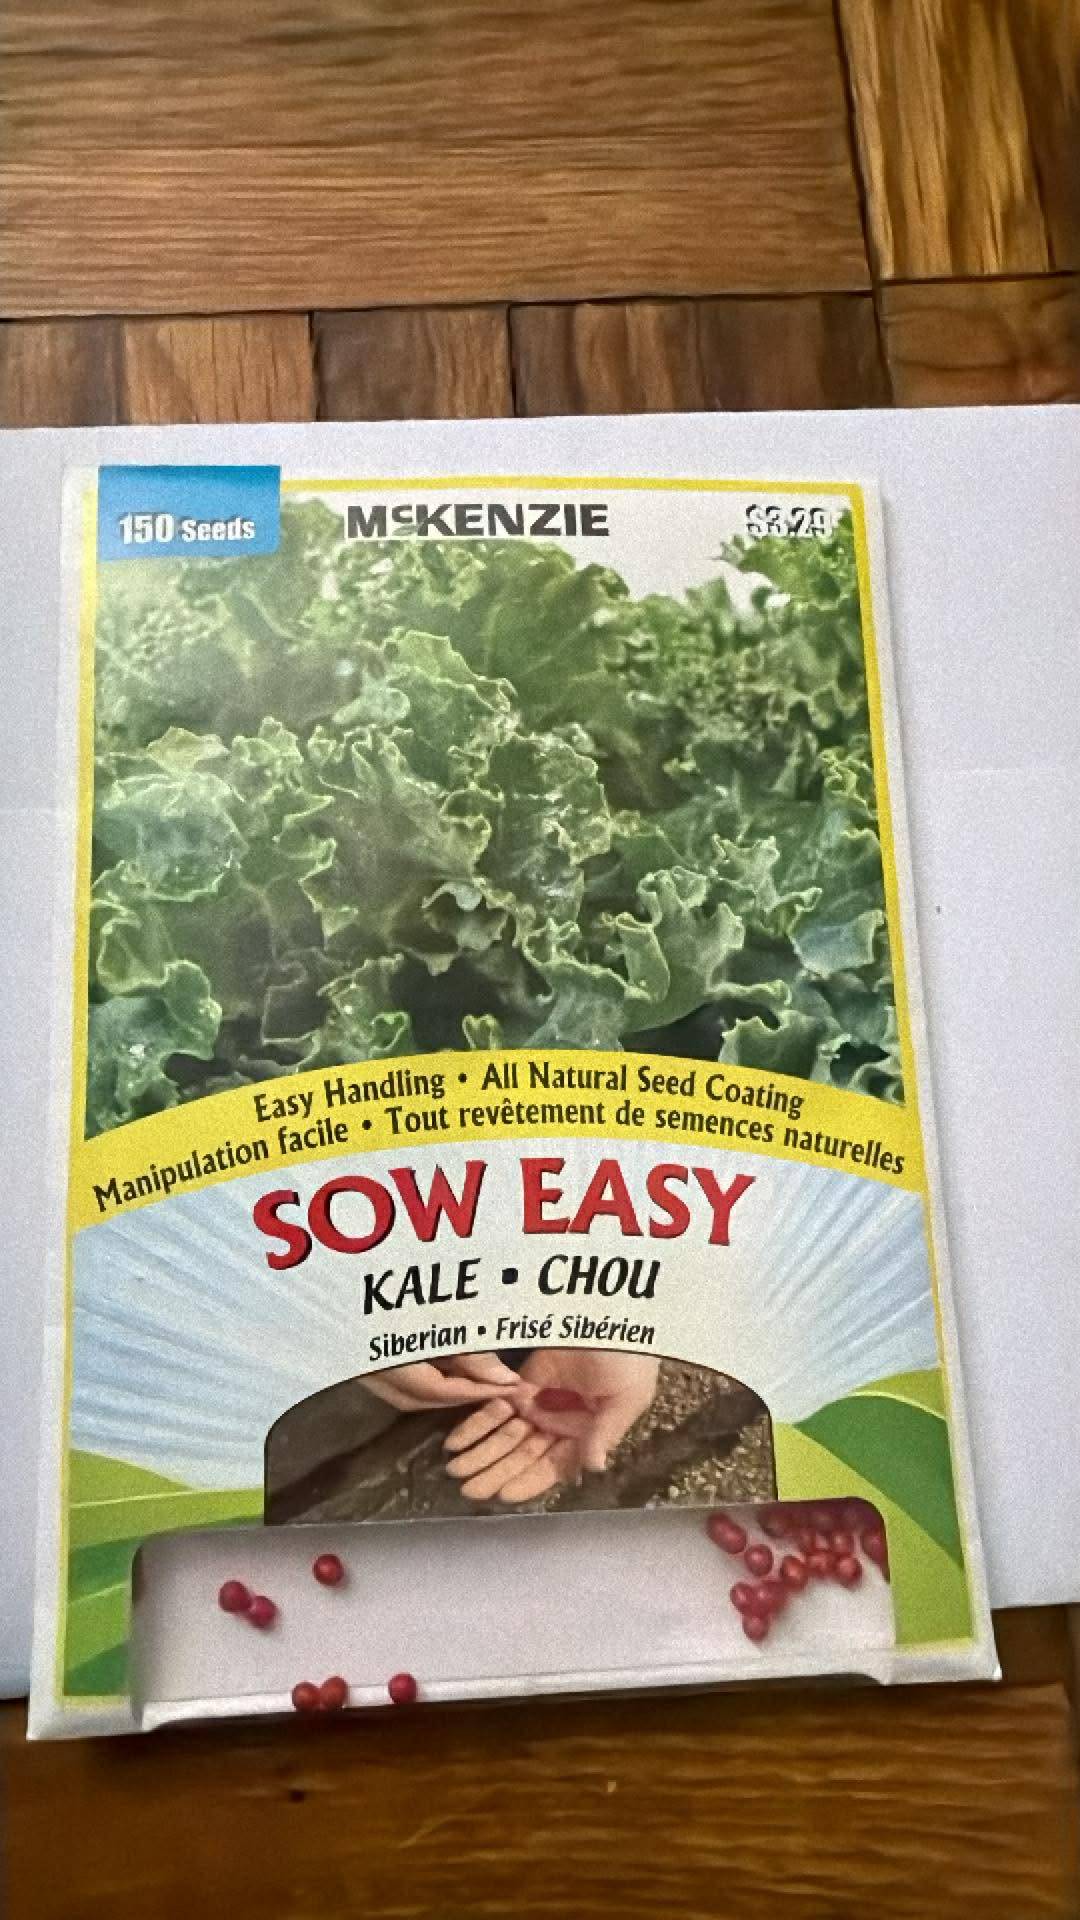 150 Seeds
McKENZIE
$3.29
Easy Handling • All Natural Seed Coating
Manipulation facile • Tout revêtement de semences naturelles
SOW EASY
KALE • CHOU
Siberian • Frisé Sibérien